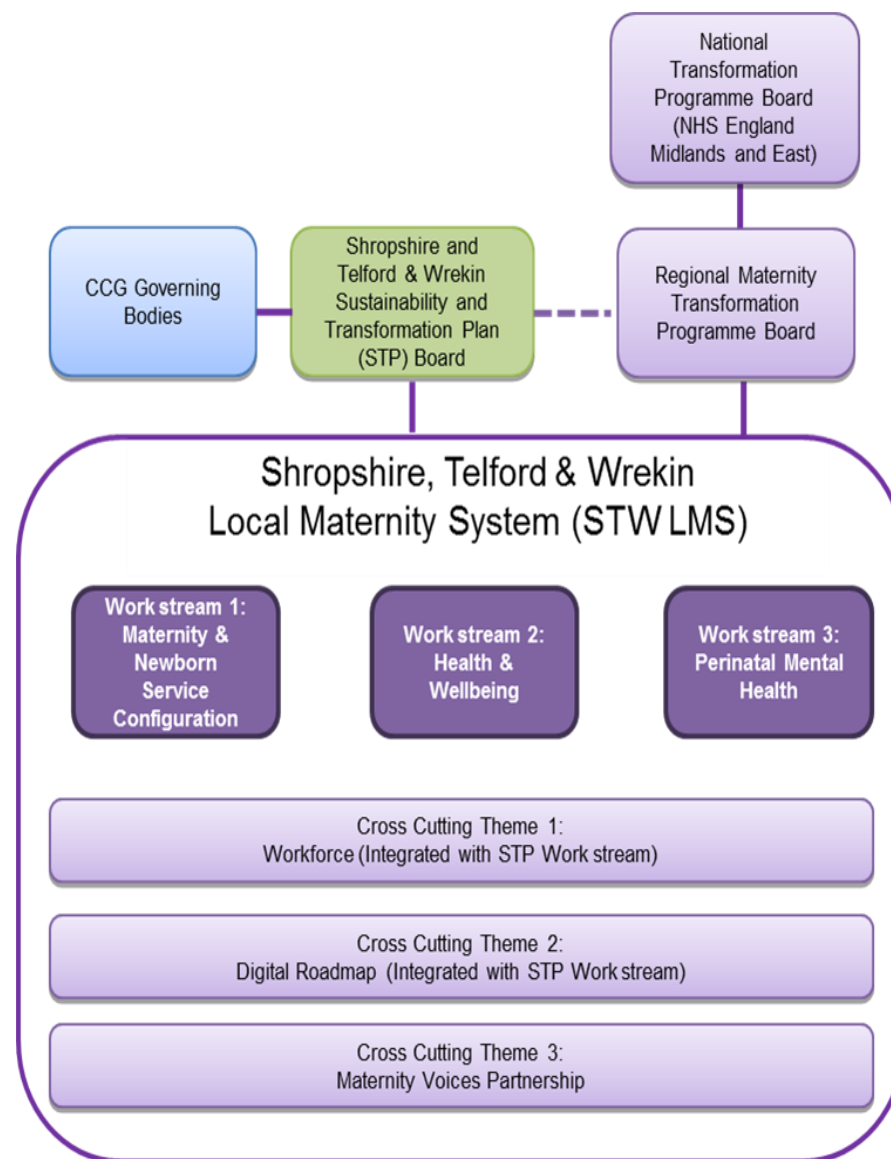 National
Transformation
Programme Board
(NHS England
Midlands and East)
CCG Governing
Bodies
Shropshire and
Telford & Wrekin
Sustainability and
Transformation Plan
(STP) Board
Regional Maternity
Transformation
Programme Board
Shropshire, Telford & Wrekin
Local Maternity System (STW LMS)
Work stream 1:
Maternity &
Newborn
Service
Configuration
Work stream 2:
Health &
Wellbeing
Work stream 3:
Perinatal Mental
Health
Cross Cutting Theme 1:
Workforce (Integrated with STP Work stream)
Cross Cutting Theme 2:
Digital Roadmap (Integrated with STP Work stream)
Cross Cutting Theme 3:
Maternity Voices Partnership